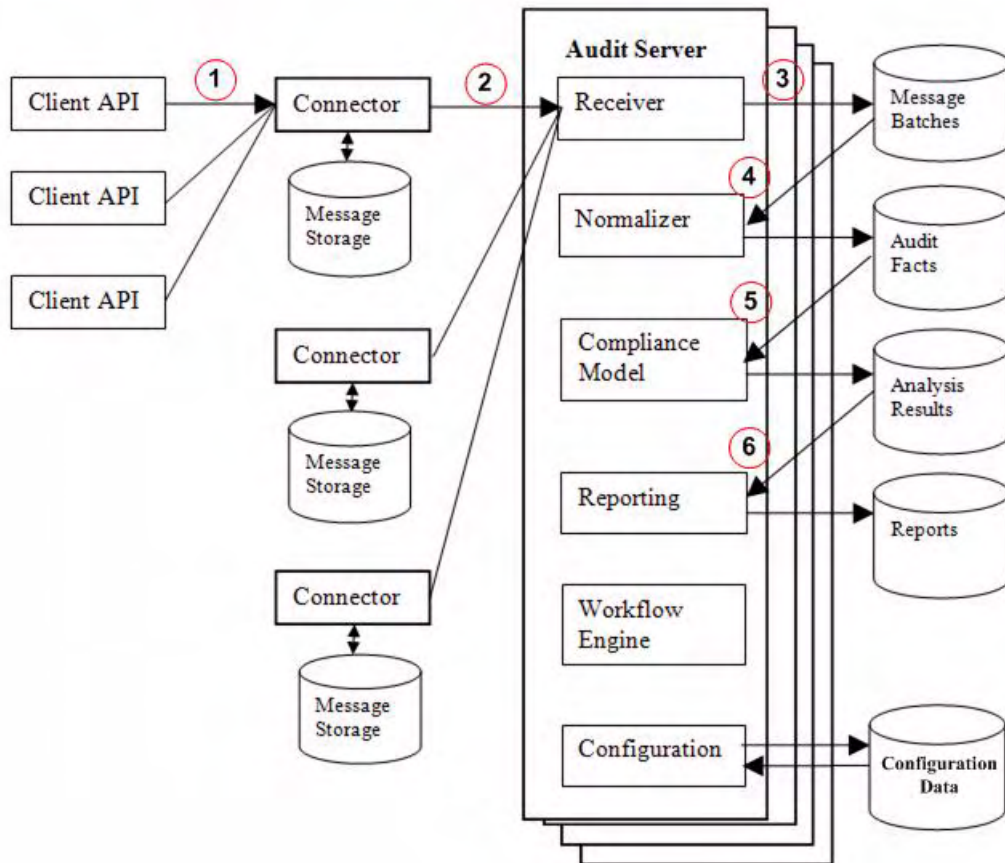 Audit Server
1
2
3
Client API
Connector
Receiver
Message
Batches
Client API
Message
Storage
4
Normalizer
Audit
Facts
Client API
5
Connector
Compliance
Model
Analysis
Results
Message
Storage
6
Reporting
Reports
Connector
Workflow
Engine
Message
Storage
Configuration
Configuration
Data